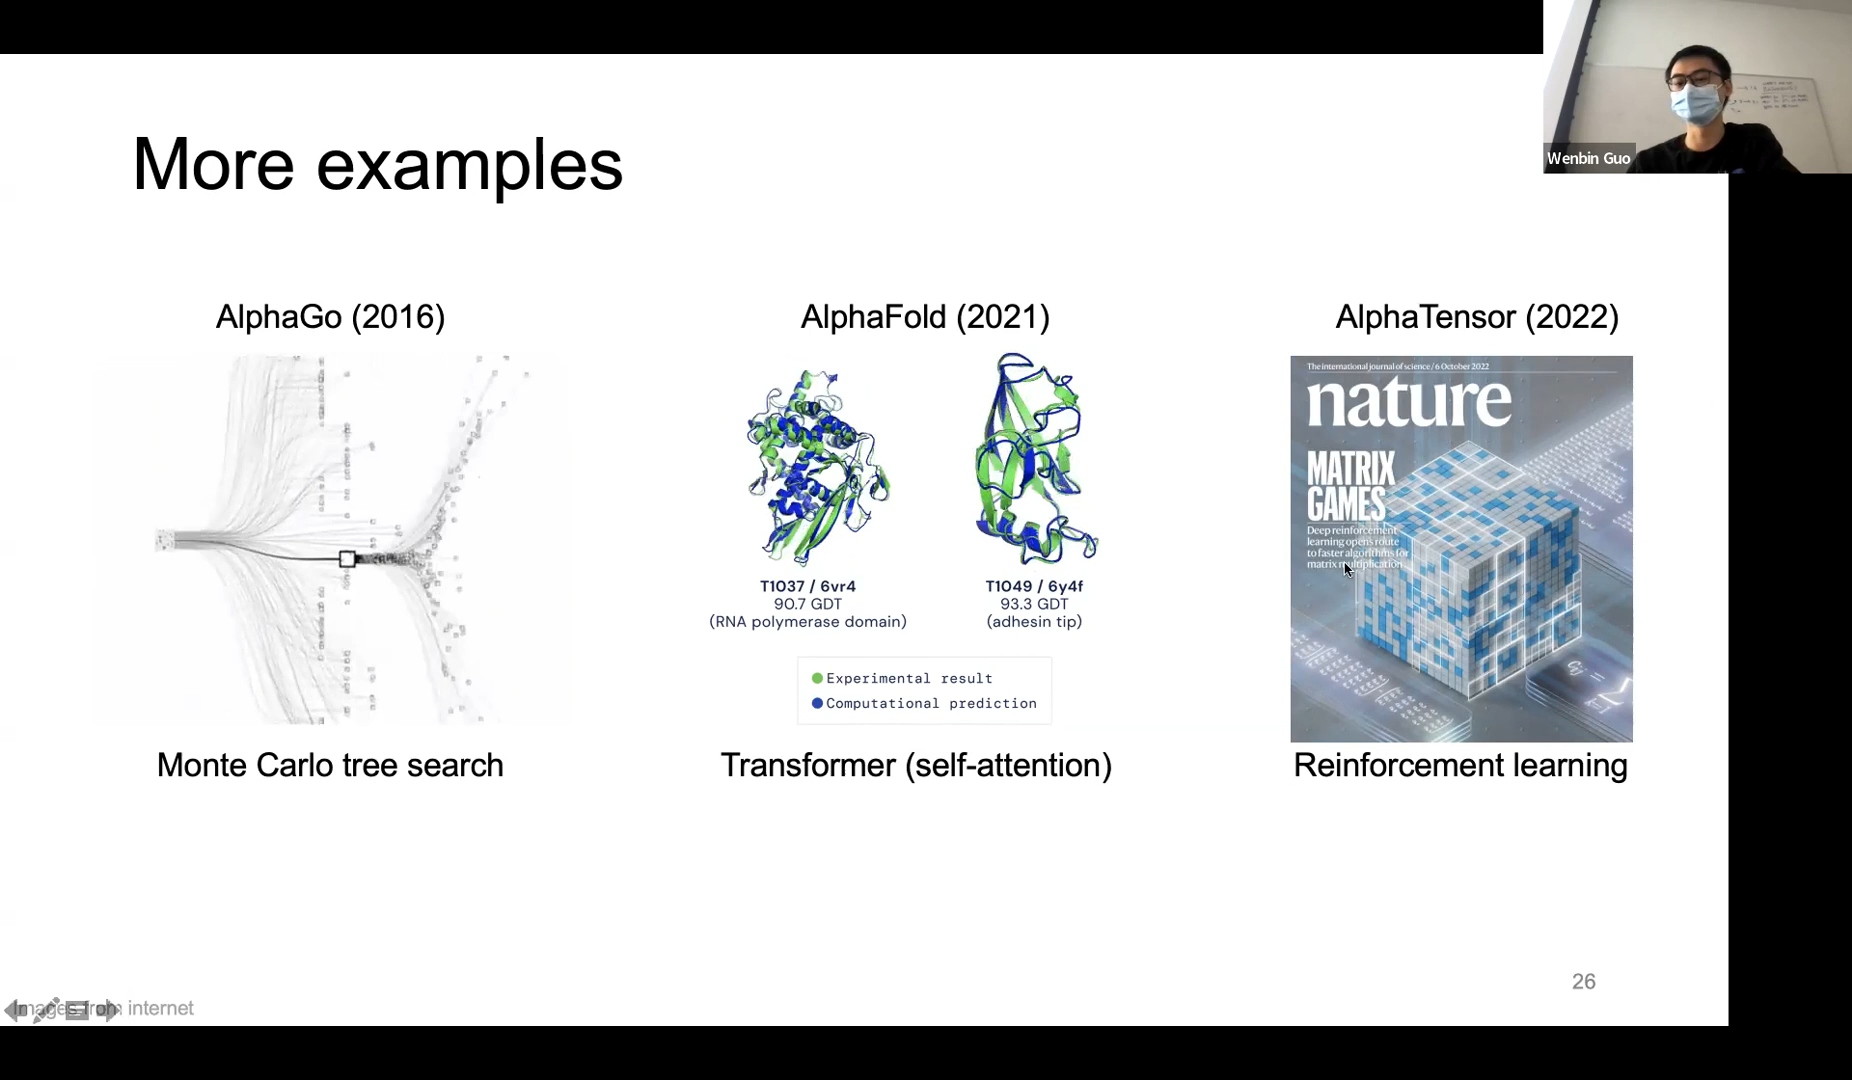 Wenbin Guo
More examples
AlphaGo (2016)
AlphaFold (2021)
AlphaTensor (2022)
The international journal of science / 6 October 2022
nature
MATRIX
GAMES
Deep reinforcement
learning opens route
to faster algorithms for
matrix multiplication
T1037 / 6vr4
90.7 GDT
(RNA polymerase domain)
T1049 / 6y4f
93.3 GDT
(adhesin tip)
Experimental result
Computational prediction
Monte Carlo tree search
Transformer (self-attention)
Reinforcement learning
26
Images from internet